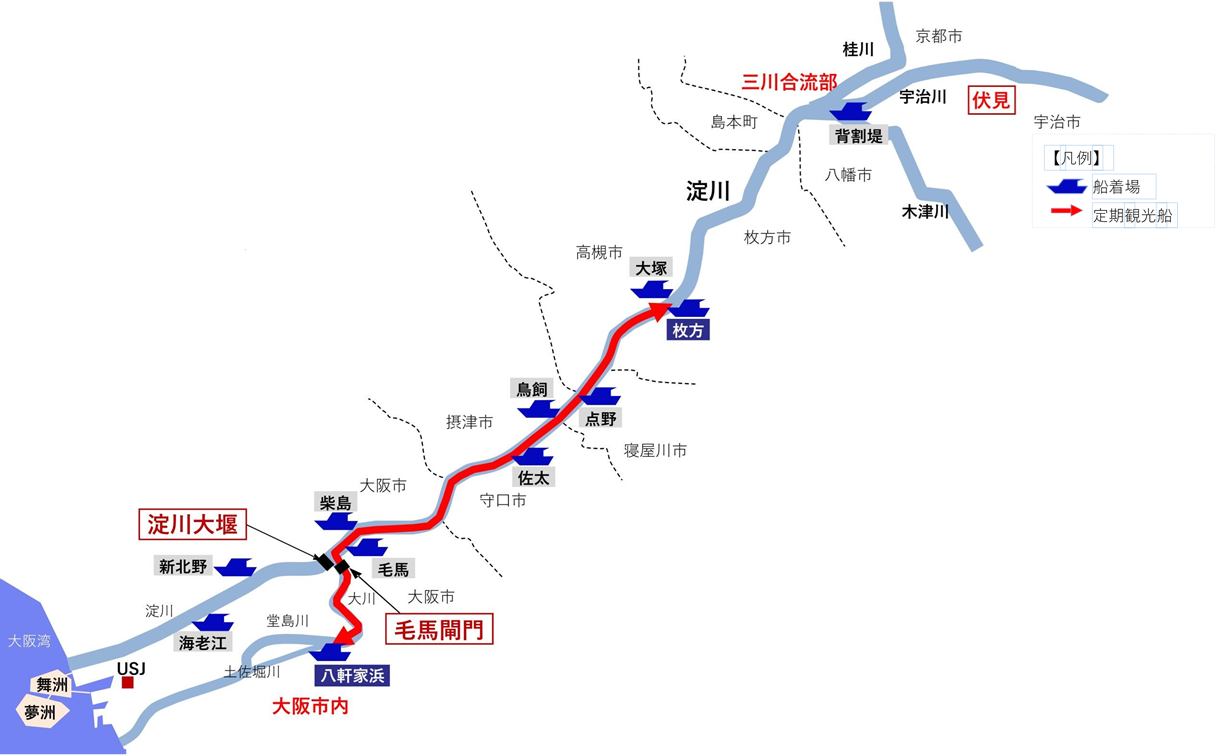 京都市
桂川
三川合流部
宇治川
伏見
島本町
宇治市
背割堤
【凡例】
船着場
定期観光船
八幡市
淀川
木津川
枚方市
高槻市
大塚
枚方
鳥飼
点野
摂津市
寝屋川市
佐太
大阪市
守口市
柴島
淀川大堰
新北野
毛馬
大川
大阪市
淀川
堂島川
毛馬閘門
海老江
大阪湾
USJ
土佐堀川
八軒家浜
舞洲
大阪市内
夢洲